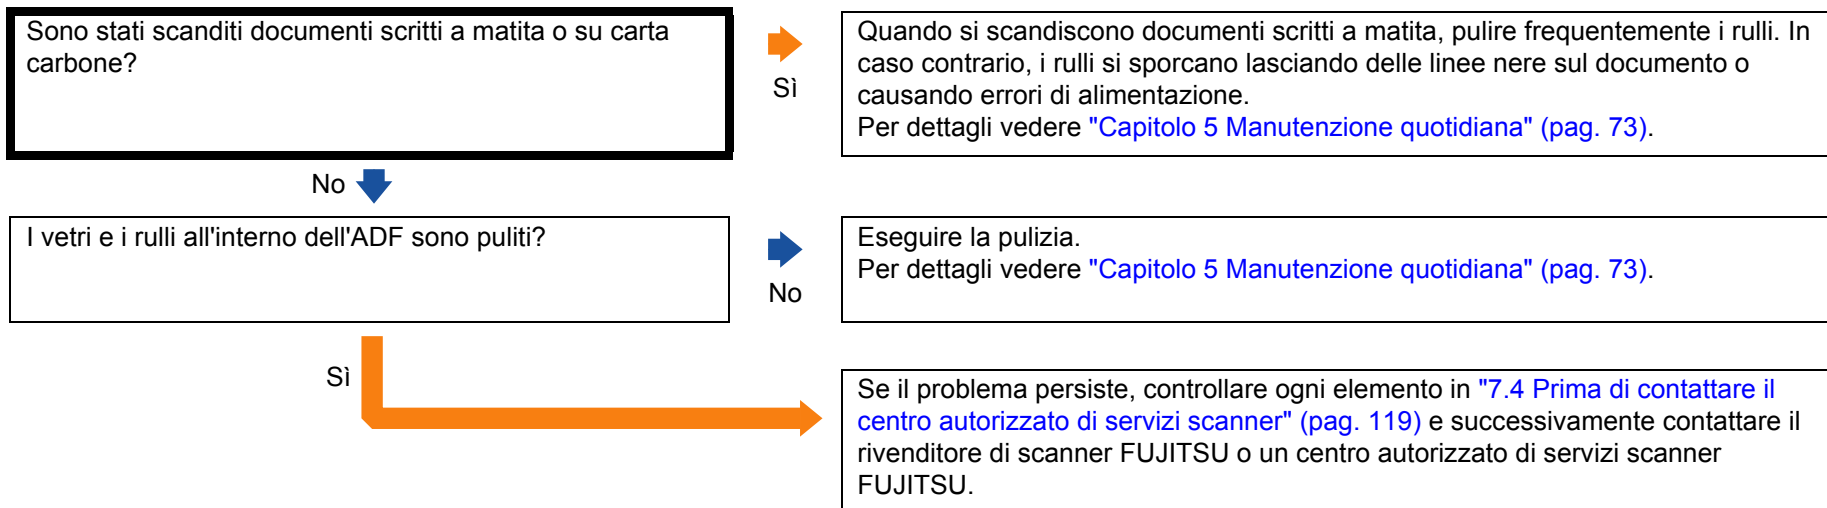 Sono stati scanditi documenti scritti a matita o su carta
carbone?
Sì
Quando si scandiscono documenti scritti a matita, pulire frequentemente i rulli. In
caso contrario, i rulli si sporcano lasciando delle linee nere sul documento o
causando errori di alimentazione.
Per dettagli vedere "Capitolo 5 Manutenzione quotidiana" (pag. 73).
No
I vetri e i rulli all'interno dell'ADF sono puliti?
No
Eseguire la pulizia.
Per dettagli vedere "Capitolo 5 Manutenzione quotidiana" (pag. 73).
Sì
Se il problema persiste, controllare ogni elemento in "7.4 Prima di contattare il
centro autorizzato di servizi scanner" (pag. 119) e successivamente contattare il
rivenditore di scanner FUJITSU o un centro autorizzato di servizi scanner
FUJITSU.